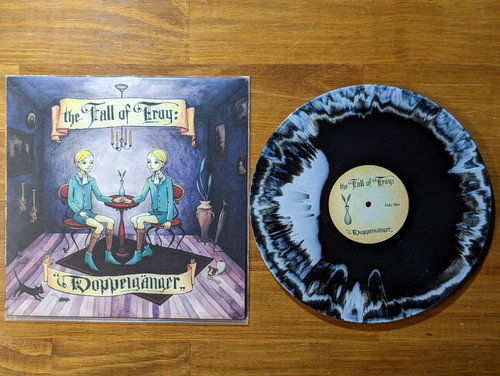 the Fall of Troy:
"Doppelgänger„
the Fall of Troy:
Side One
"Doppelgänger„